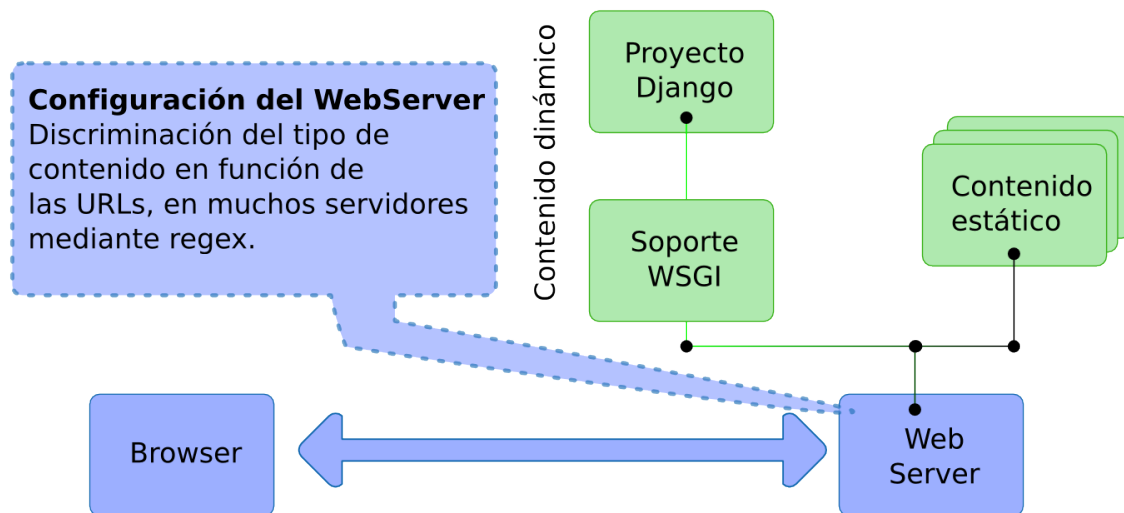 Configuración del WebServer
Discriminación del tipo de
contenido en función de
las URLs, en muchos servidores
mediante regex.
Contenido dinámico
Proyecto
Django
Soporte
WSGI
Contenido
estático
Browser
Web
Server